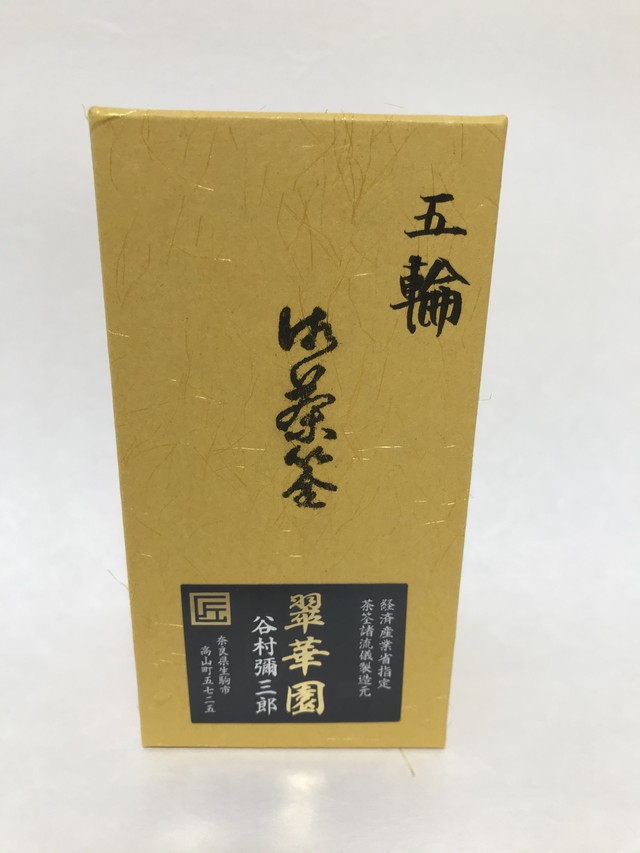 五輪
御茶筌
経済産業省指定
茶筌諸流儀製造元
翠華園
谷村彌三郎
奈良県生駒市
高山町五七二五
匠